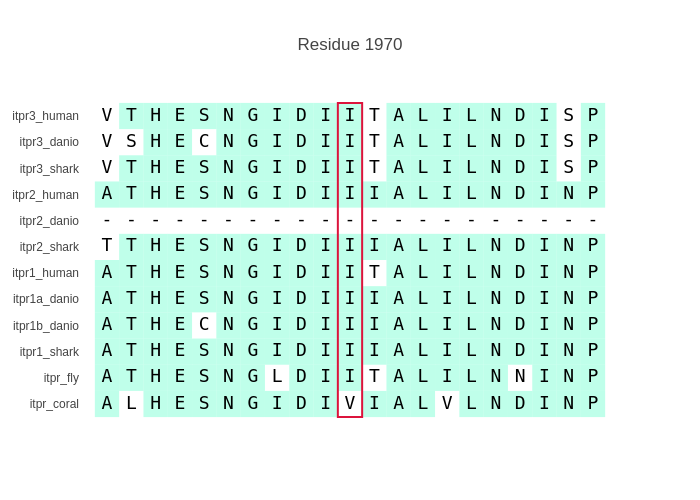 Residue 1970
itpr3_human V T H E S N G I D I I T A L I L N D I S P
itpr3_danio V S H E C N G I D I I T A L I L N D I S P
itpr3_shark V T H E S N G I D I I T A L I L N D I S P
itpr2_human A T H E S N G I D I I I A L I L N D I N P
itpr2_danio - - - - - - - - - - - - - - - - - - - - -
itpr2_shark T T H E S N G I D I I I A L I L N D I N P
itpr1_human A T H E S N G I D I I T A L I L N D I N P
itpr1a_danio A T H E S N G I D I I I A L I L N D I N P
itpr1b_danio A T H E C N G I D I I I A L I L N D I N P
itpr1_shark A T H E S N G I D I I I A L I L N D I N P
itpr_fly A T H E S N G L D I I T A L I L N N I N P
itpr_coral A L H E S N G I D I V I A L V L N D I N P